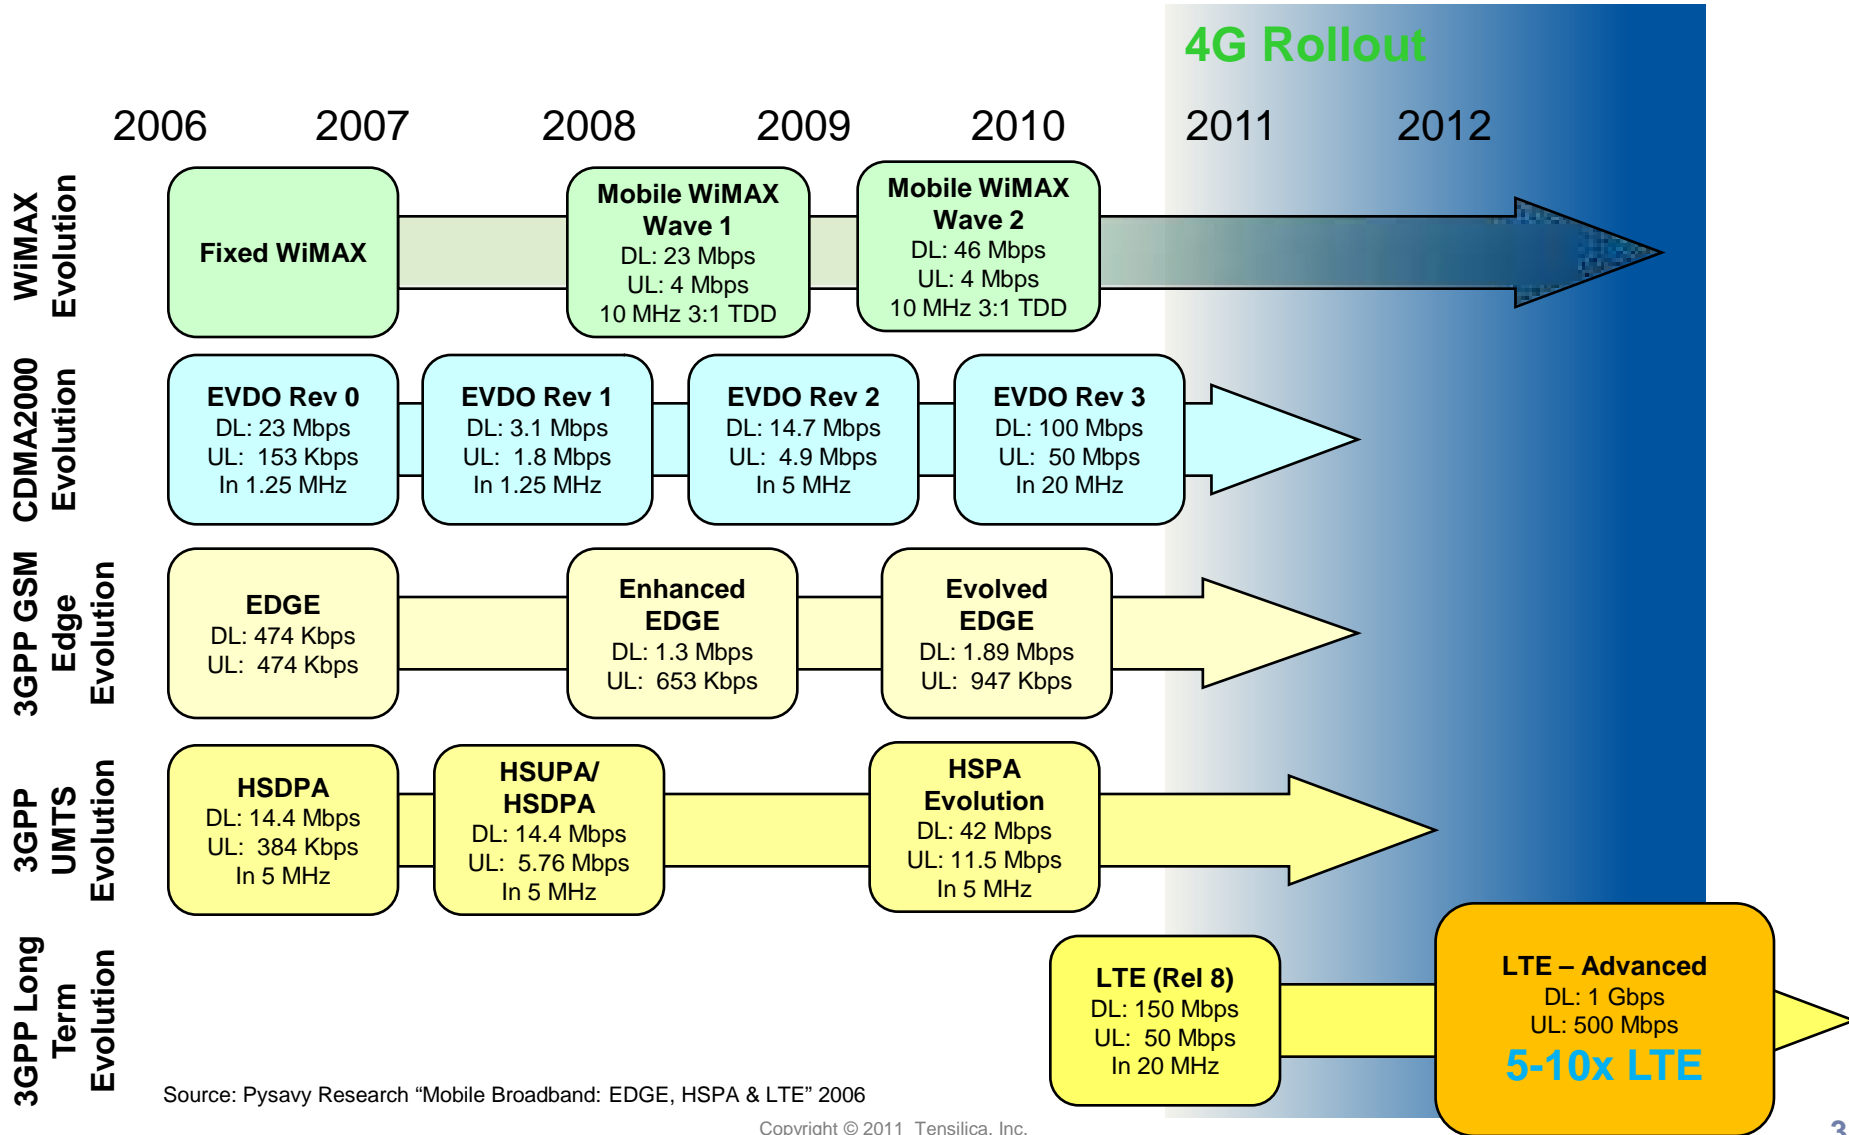 4G Rollout
2006 2007 2008 2009 2010 2011 2012
WiMAX
Evolution
Fixed WiMAX
Mobile WiMAX
Wave 1
DL: 23 Mbps
UL: 4 Mbps
10 MHz 3:1 TDD
Mobile WiMAX
Wave 2
DL: 46 Mbps
UL: 4 Mbps
10 MHz 3:1 TDD
CDMA2000
Evolution
EVDO Rev 0
DL: 23 Mbps
UL: 153 Kbps
In 1.25 MHz
EVDO Rev 1
DL: 3.1 Mbps
UL: 1.8 Mbps
In 1.25 MHz
EVDO Rev 2
DL: 14.7 Mbps
UL: 4.9 Mbps
In 5 MHz
EVDO Rev 3
DL: 100 Mbps
UL: 50 Mbps
In 20 MHz
3GPP GSM
Edge
Evolution
EDGE
DL: 474 Kbps
UL: 474 Kbps
Enhanced
EDGE
DL: 1.3 Mbps
UL: 653 Kbps
Evolved
EDGE
DL: 1.89 Mbps
UL: 947 Kbps
3GPP
UMTS
Evolution
HSDPA
DL: 14.4 Mbps
UL: 384 Kbps
In 5 MHz
HSUPA/
HSDPA
DL: 14.4 Mbps
UL: 5.76 Mbps
In 5 MHz
HSPA
Evolution
DL: 42 Mbps
UL: 11.5 Mbps
In 5 MHz
3GPP Long
Term
Evolution
LTE (Rel 8)
DL: 150 Mbps
UL: 50 Mbps
In 20 MHz
LTE – Advanced
DL: 1 Gbps
UL: 500 Mbps
5-10x LTE
Source: Pysavy Research “Mobile Broadband: EDGE, HSPA & LTE” 2006
Copyright © 2011 Tensilica, Inc.
3